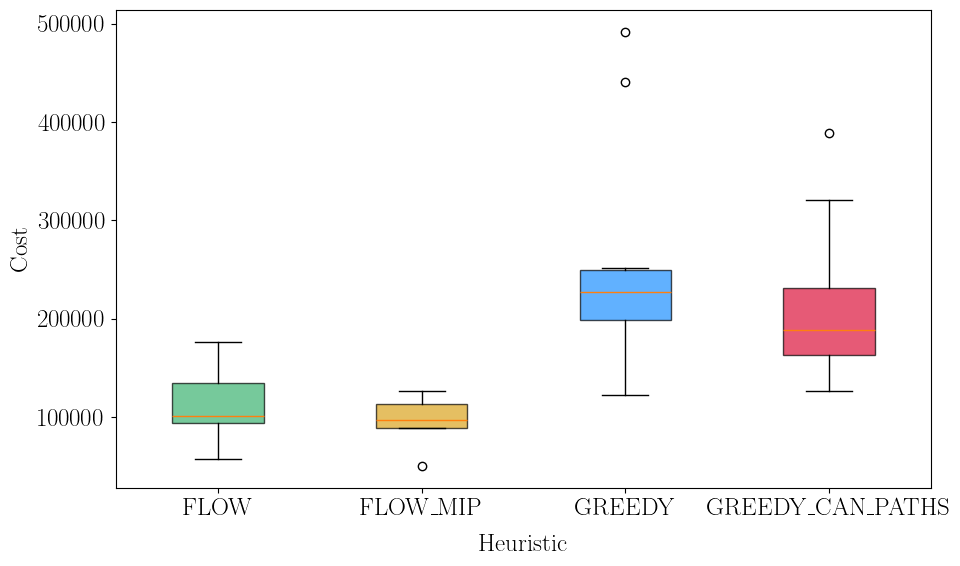 500000
400000
300000
200000
100000
Cost
FLOW
FLOW_MIP
GREEDY
GREEDY_CAN_PATHS
Heuristic